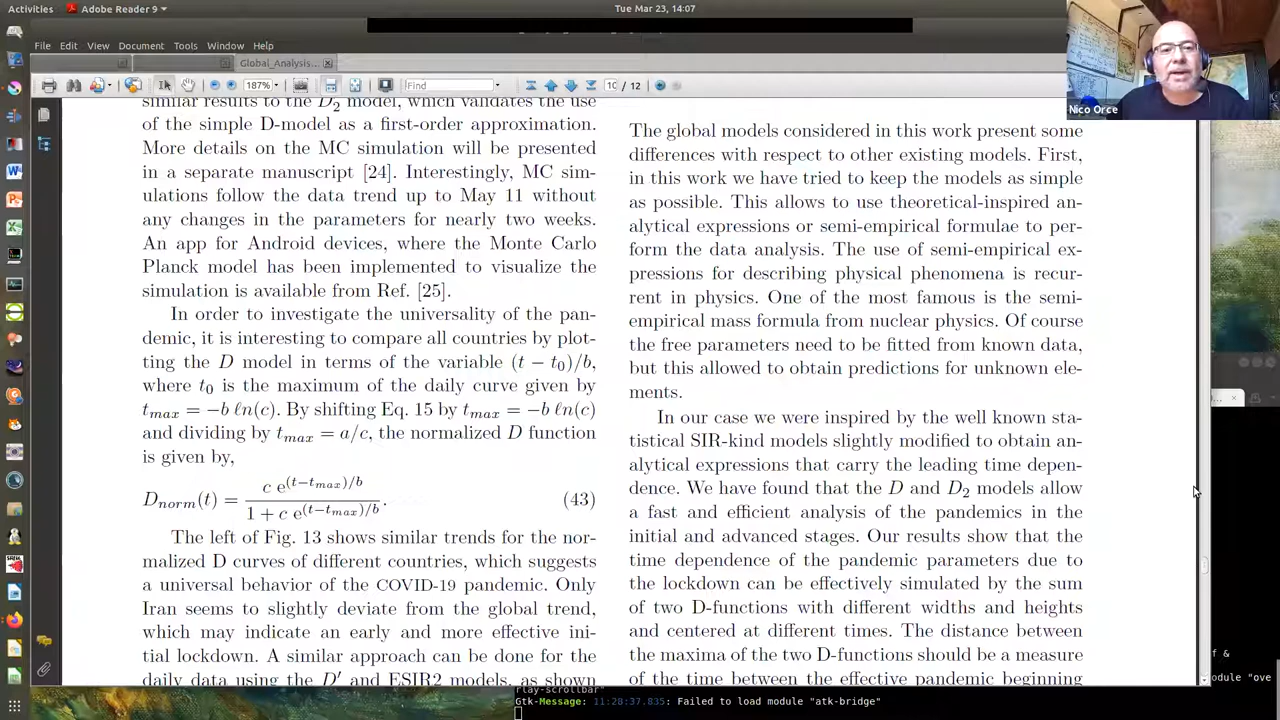 Activities
Adobe Reader 9
Tue Mar 23, 14:07
File Edit View Document Tools Window Help
Global_Analysis...
187%
Find
10 / 12
Nico Orce
similar results to the D2 model, which validates the use
of the simple D-model as a first-order approximation.
More details on the MC simulation will be presented
in a separate manuscript [24]. Interestingly, MC sim-
ulations follow the data trend up to May 11 without
any changes in the parameters for nearly two weeks.
An app for Android devices, where the Monte Carlo
Planck model has been implemented to visualize the
simulation is available from Ref. [25].
In order to investigate the universality of the pan-
demic, it is interesting to compare all countries by plot-
ting the D model in terms of the variable (t − t0)/b,
where t0 is the maximum of the daily curve given by
tmax = −b ln(c). By shifting Eq. 15 by tmax = −b ln(c)
and dividing by tmax = a/c, the normalized D function
is given by,
Dnorm(t) = c e^(t−tmax)/b / 1 + c e^(t−tmax)/b . (43)
The left of Fig. 13 shows similar trends for the nor-
malized D curves of different countries, which suggests
a universal behavior of the COVID-19 pandemic. Only
Iran seems to slightly deviate from the global trend,
which may indicate an early and more effective ini-
tial lockdown. A similar approach can be done for the
daily data using the D′ and ESIR2 models, as shown
The global models considered in this work present some
differences with respect to other existing models. First,
in this work we have tried to keep the models as simple
as possible. This allows to use theoretical-inspired an-
alytical expressions or semi-empirical formulae to per-
form the data analysis. The use of semi-empirical ex-
pressions for describing physical phenomena is recur-
rent in physics. One of the most famous is the semi-
empirical mass formula from nuclear physics. Of course
the free parameters need to be fitted from known data,
but this allowed to obtain predictions for unknown ele-
ments.
In our case we were inspired by the well known sta-
tistical SIR-kind models slightly modified to obtain an-
alytical expressions that carry the leading time depen-
dence. We have found that the D and D2 models allow
a fast and efficient analysis of the pandemics in the
initial and advanced stages. Our results show that the
time dependence of the pandemic parameters due to
the lockdown can be effectively simulated by the sum
of two D-functions with different widths and heights
and centered at different times. The distance between
the maxima of the two D-functions should be a measure
of the time between the effective pandemic beginning
f &
odule "ove
rlay-scrollbar"
Gtk-Message: 11:28:37.835: Failed to load module "atk-bridge"